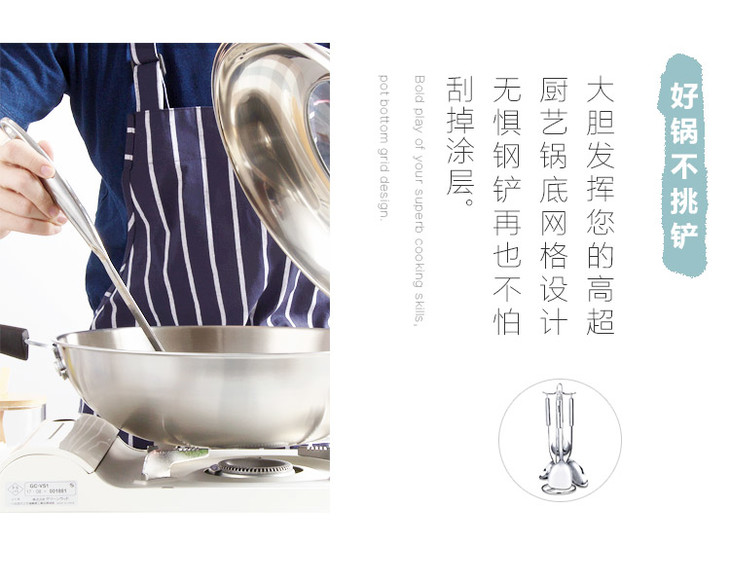 好锅不挑铲
大胆发挥您的高超
厨艺锅底网格设计
无惧钢铲再也不怕
刮掉涂层。
Bold play of your superb cooking skills,
pot bottom grid design.
GC-VS1